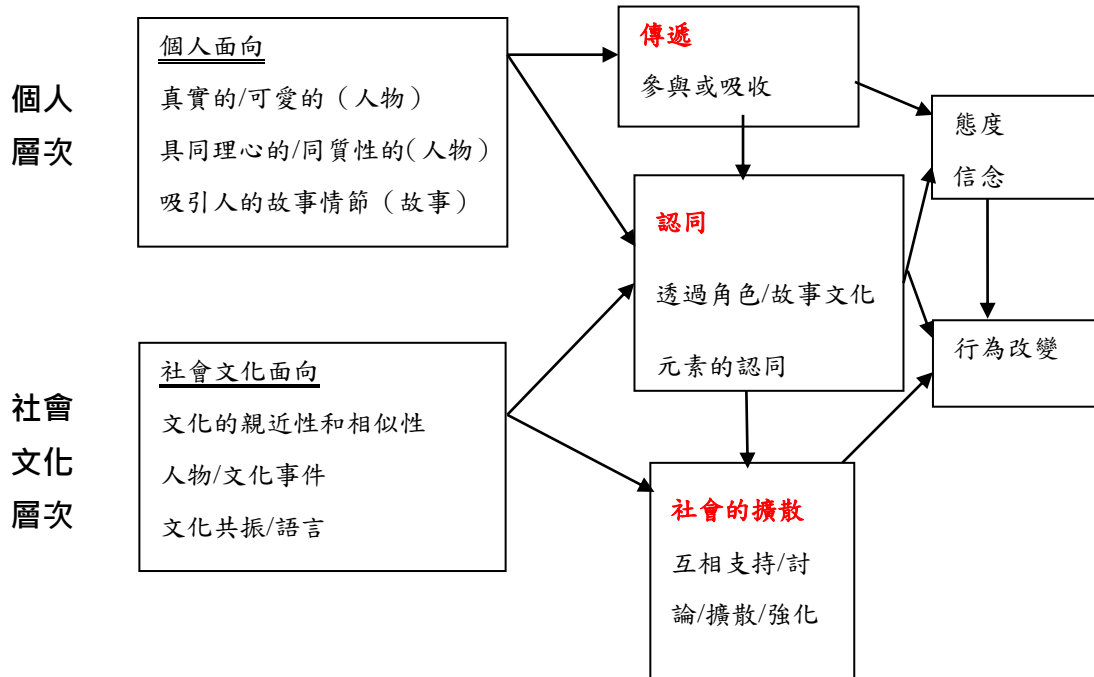 個人
層次
個人面向
真實的/可愛的（人物）
具同理心的/同質性的(人物)
吸引人的故事情節（故事）
傳遞
參與或吸收
態度
信念
認同
透過角色/故事文化
元素的認同
行為改變
社會
文化
層次
社會文化面向
文化的親近性和相似性
人物/文化事件
文化共振/語言
社會的擴散
互相支持/討
論/擴散/強化